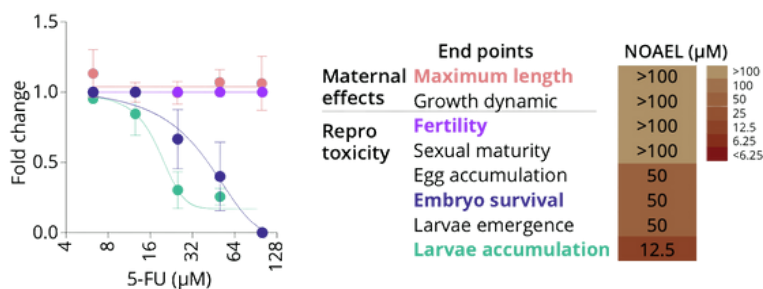 1.5
1.0
0.5
0.0
Fold change
4
8
16
32
64
128
5-FU (µM)
End points
NOAEL (µM)
Maternal effects
Maximum length
>100
Growth dynamic
>100
Repro toxicity
Fertility
>100
Sexual maturity
>100
Egg accumulation
50
Embryo survival
50
Larvae emergence
50
Larvae accumulation
12.5
>100
100
50
25
12.5
6.25
<6.25